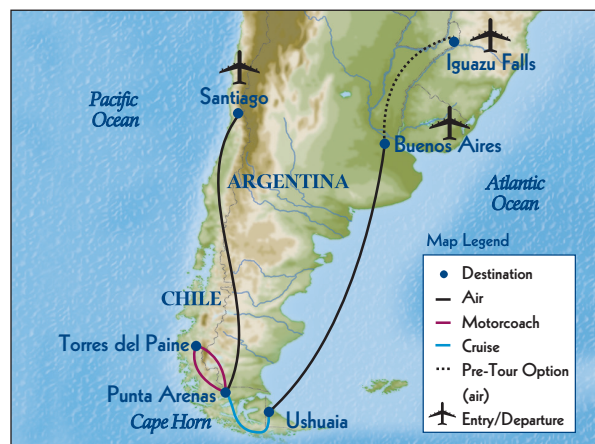 Iguazu Falls
Pacific
Ocean
Santiago
Buenos Aires
ARGENTINA
Atlantic
Ocean
CHILE
Torres del Paine
Punta Arenas
Cape Horn
Ushuaia
Map Legend
Destination
Air
Motorcoach
Cruise
Pre-Tour Option
(air)
Entry/Departure